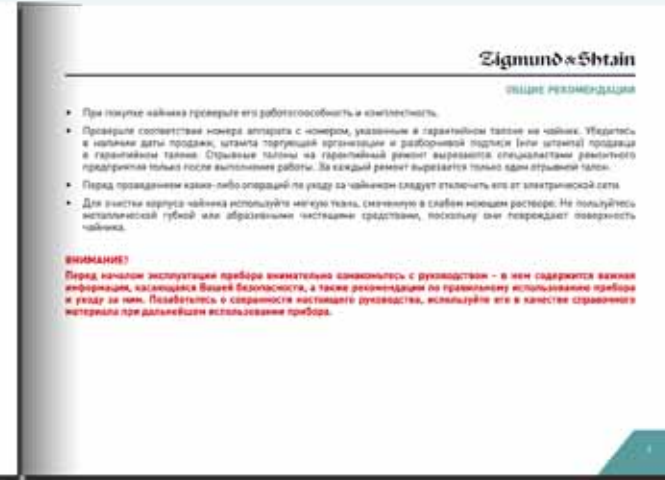 Zigmund & Shtain
ОБЩИЕ РЕКОМЕНДАЦИИ
• При покупке чайника проверьте его работоспособность и комплектность.
• Проверьте соответствие номера аппарата с номером, указанным в гарантийном талоне на чайник. Убедитесь
в наличии даты продажи, штампа торгующей организации и разборчивой подписи (или штампа) продавца
в гарантийном талоне. Отрывные талоны на гарантийный ремонт вырезаются специалистами ремонтного
предприятия только после выполнения работы. За каждый ремонт вырезается только один отрывной талон.
• Перед проведением каких-либо операций по уходу за чайником следует отключить его от электрической сети.
• Для очистки корпуса чайника используйте мягкую ткань, смоченную в слабом моющем растворе. Не пользуйтесь
металлической губкой или абразивными чистящими средствами, поскольку они повреждают поверхность
чайника.
ВНИМАНИЕ!
Перед началом эксплуатации прибора внимательно ознакомьтесь с руководством – в нем содержится важная
информация, касающаяся Вашей безопасности, а также рекомендации по правильному использованию прибора
и уходу за ним. Позаботьтесь о сохранности настоящего руководства, используйте его в качестве справочного
материала при дальнейшем использовании прибора.